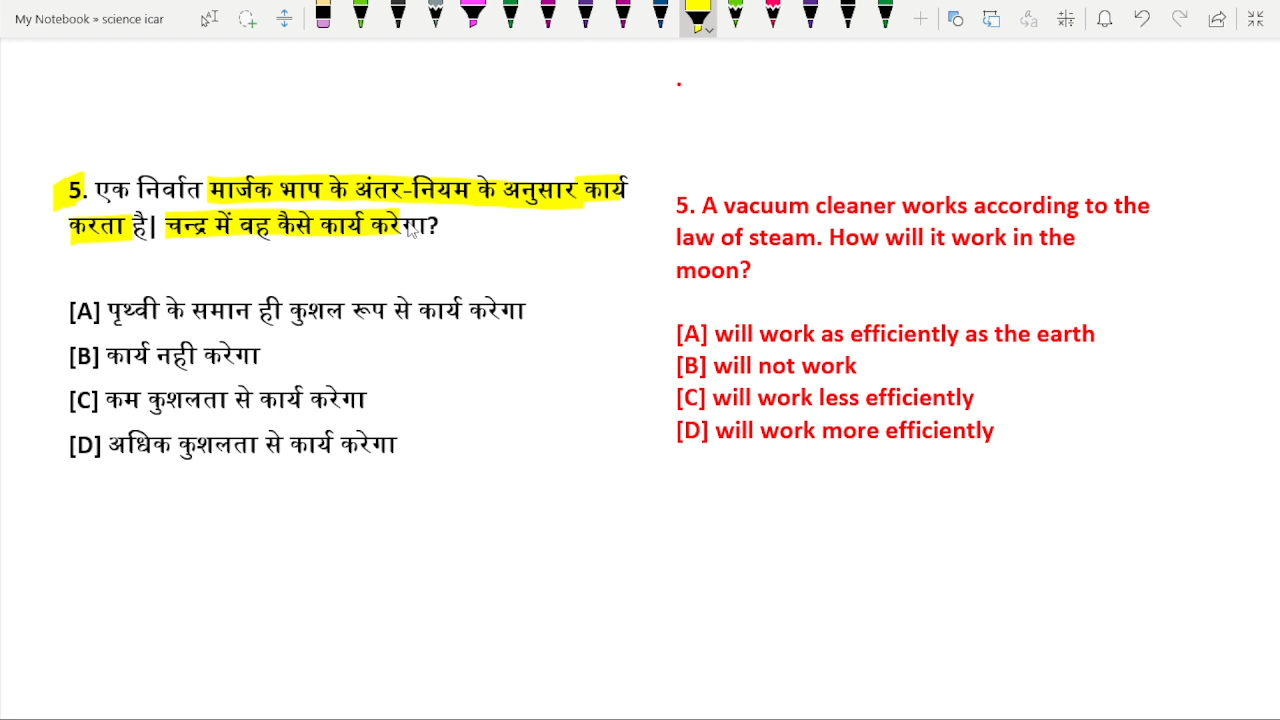 My Notebook » science icar
.
5. एक निर्वात मार्जक भाप के अंतर-नियम के अनुसार कार्य
करता है| चन्द्र में वह कैसे कार्य करेगा?
[A] पृथ्वी के समान ही कुशल रूप से कार्य करेगा
[B] कार्य नही करेगा
[C] कम कुशलता से कार्य करेगा
[D] अधिक कुशलता से कार्य करेगा
5. A vacuum cleaner works according to the
law of steam. How will it work in the
moon?
[A] will work as efficiently as the earth
[B] will not work
[C] will work less efficiently
[D] will work more efficiently